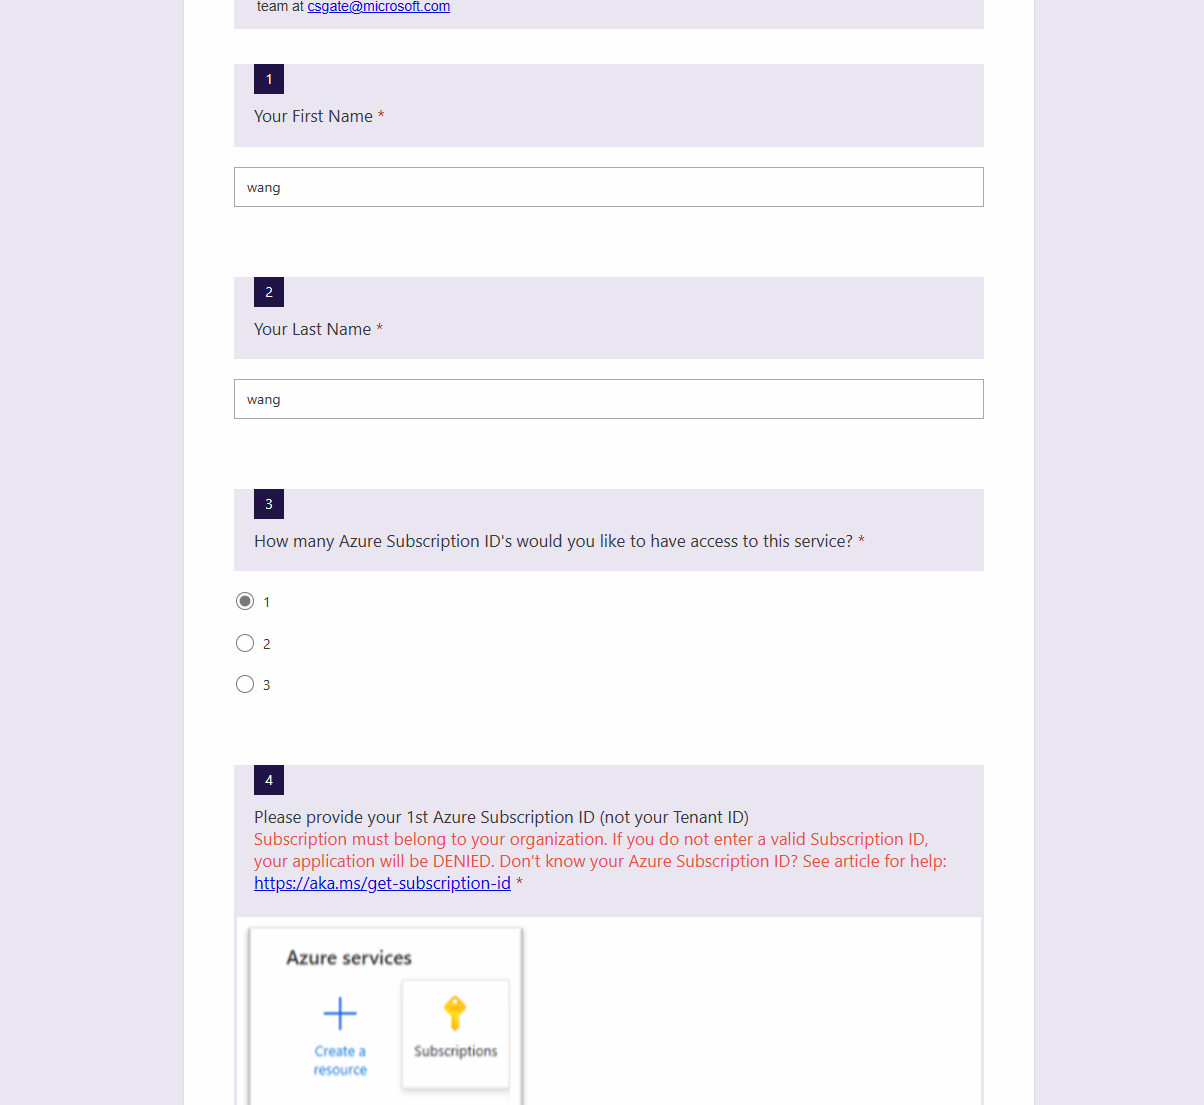 team at csgate@microsoft.com
1
Your First Name *
wang
2
Your Last Name *
wang
3
How many Azure Subscription ID's would you like to have access to this service? *
1
2
3
4
Please provide your 1st Azure Subscription ID (not your Tenant ID)
Subscription must belong to your organization. If you do not enter a valid Subscription ID,
your application will be DENIED. Don't know your Azure Subscription ID? See article for help:
https://aka.ms/get-subscription-id *
Azure services
Create a
resource
Subscriptions